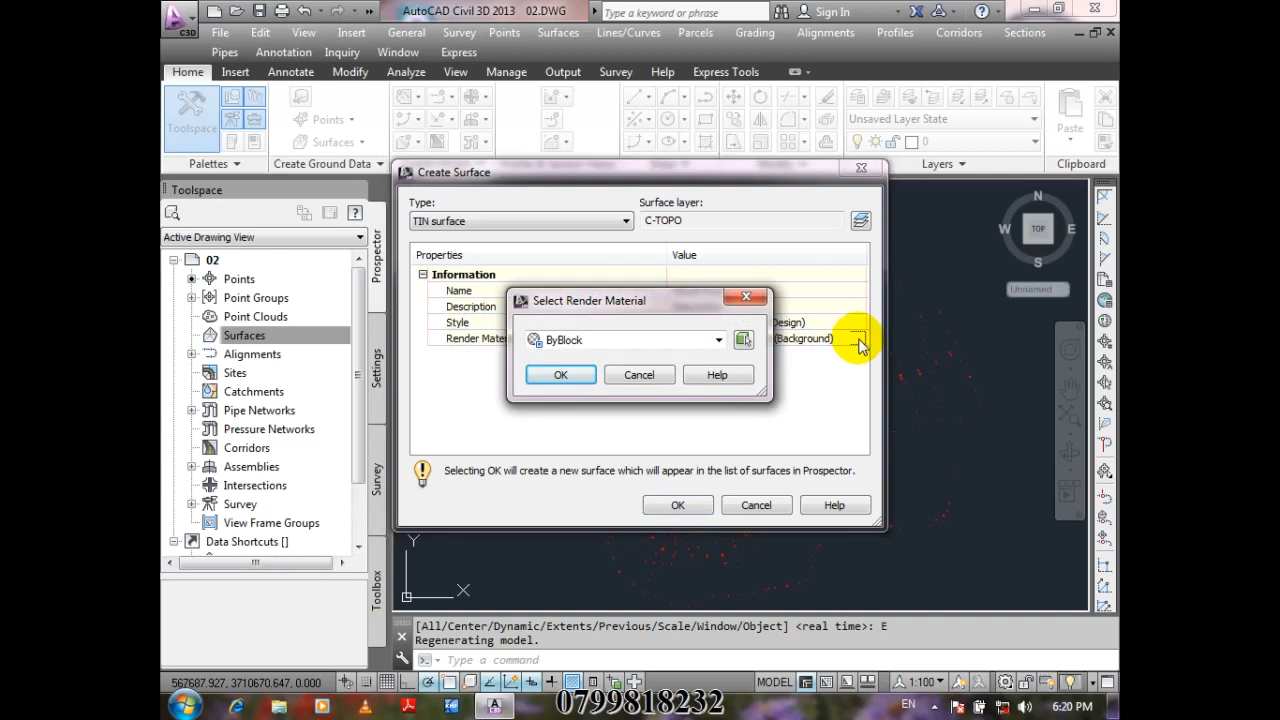 AutoCAD Civil 3D 2013 02.DWG
Type a keyword or phrase
Sign In
C3D
File Edit View Insert General Survey Points Surfaces Lines/Curves Parcels Grading Alignments Profiles Corridors Sections
Pipes Annotation Inquiry Window Express
Home Insert Annotate Modify Analyze View Manage Output Survey Help Express Tools
Toolspace
Points
Surfaces
Unsaved Layer State
0
Paste
Palettes Create Ground Data Layers Clipboard
Toolspace
Active Drawing View
02
Points
Point Groups
Point Clouds
Surfaces
Alignments
Sites
Catchments
Pipe Networks
Pressure Networks
Corridors
Assemblies
Intersections
Survey
View Frame Groups
Data Shortcuts []
Prospector
Settings
Survey
Toolbox
Create Surface
Type:
Surface layer:
TIN surface
C-TOPO
Properties Value
Information
Name
Description
Style
Design)
Render Mate
(Background)
Select Render Material
ByBlock
OK Cancel Help
Selecting OK will create a new surface which will appear in the list of surfaces in Prospector.
OK Cancel Help
N
W TOP E
S
Unnamed
Y
X
[All/Center/Dynamic/Extents/Previous/Scale/Window/Object] <real time>: E
Regenerating model.
Type a command
567687.927, 3710670.647, 0.000
MODEL
1:100
0799818232
EN
6:20 PM